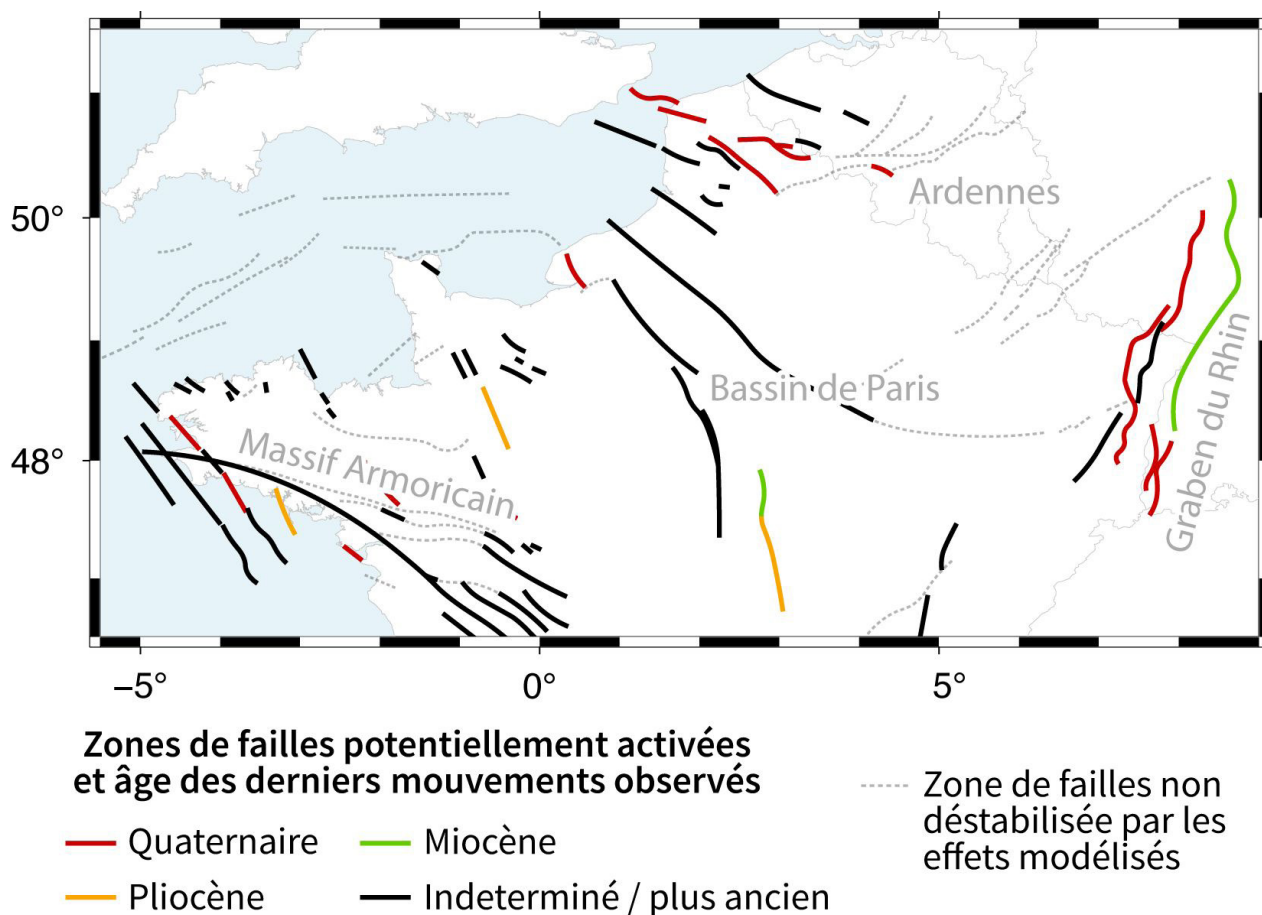 Ardennes
50°
Bassin de Paris
Graben du Rhin
Massif Armoricain
48°
−5°
0°
5°
Zones de failles potentiellement activées
et âge des derniers mouvements observés
Quaternaire
Miocène
Pliocène
Indeterminé / plus ancien
Zone de failles non
déstabilisée par les
effets modélisés